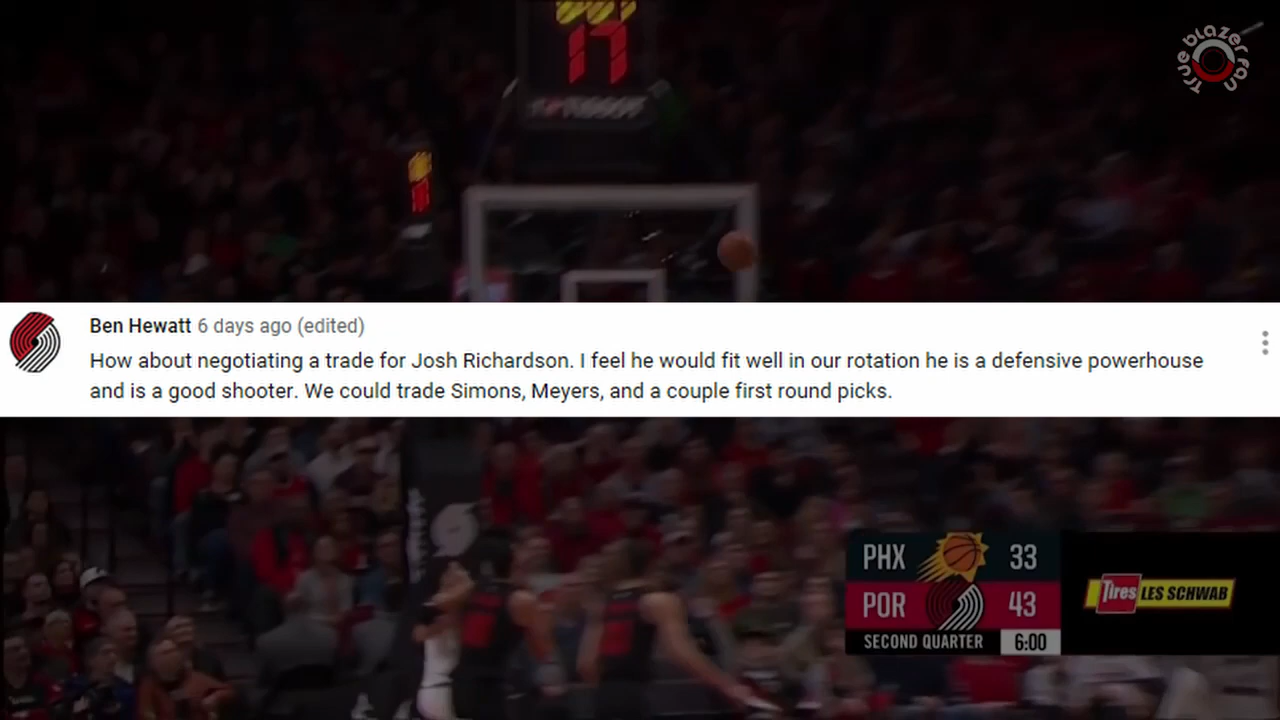 17
TISSOT
true blazer fan
Ben Hewatt 6 days ago (edited)
How about negotiating a trade for Josh Richardson. I feel he would fit well in our rotation he is a defensive powerhouse
and is a good shooter. We could trade Simons, Meyers, and a couple first round picks.
PHX 33
POR 43
SECOND QUARTER 6:00
Tires LES SCHWAB